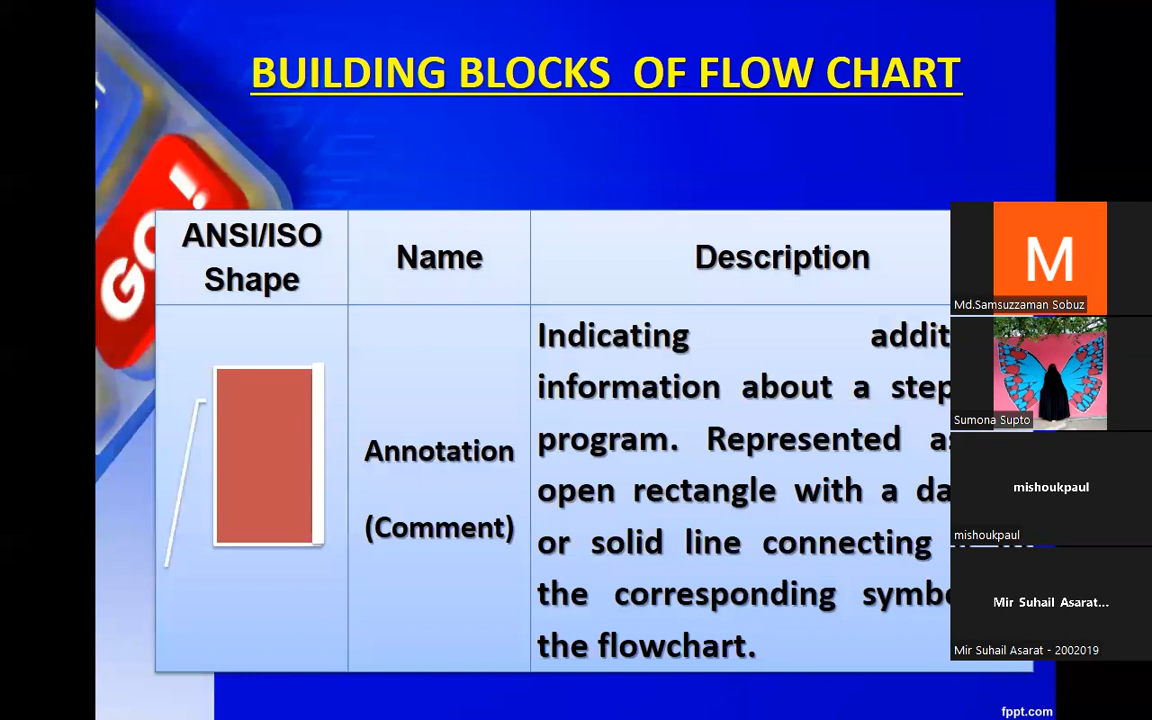 BUILDING BLOCKS OF FLOW CHART
GO!
ANSI/ISO
Shape
Name
Description
Indicating
information about a step
program. Represented
open rectangle with a
or solid line connecting
the corresponding
the flowchart.
Annotation
(Comment)
M
Md.Samsuzzaman Sobuz
Sumona Supto
mishoukpaul
mishoukpaul
Mir Suhail Asarat...
Mir Suhail Asarat - 2002019
fppt.com